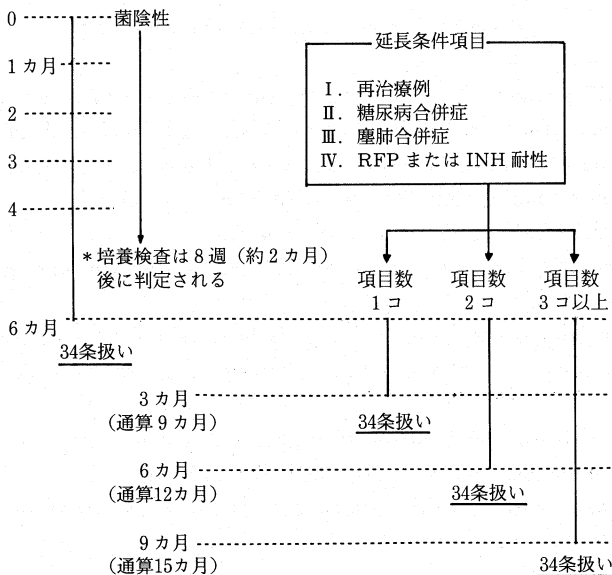 0
菌陰性
1カ月
2
3
4
＊培養検査は8週（約2カ月）
後に判定される
6カ月
34条扱い
延長条件項目
Ⅰ．再治療例
Ⅱ．糖尿病合併症
Ⅲ．塵肺合併症
Ⅳ．RFP または INH 耐性
項目数
1コ
項目数
2コ
項目数
3コ以上
3カ月
（通算9カ月）
34条扱い
6カ月
（通算12カ月）
34条扱い
9カ月
（通算15カ月）
34条扱い